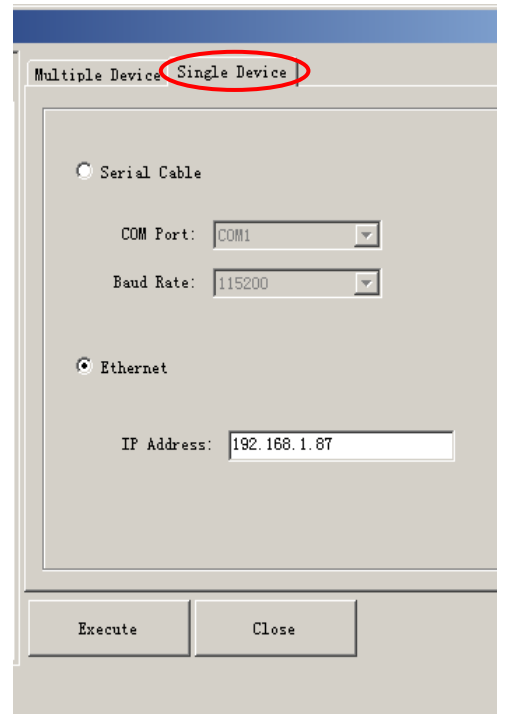 Multiple Device Single Device
Serial Cable
COM Port: COM1
Baud Rate: 115200
Ethernet
IP Address: 192.168.1.87
Execute Close